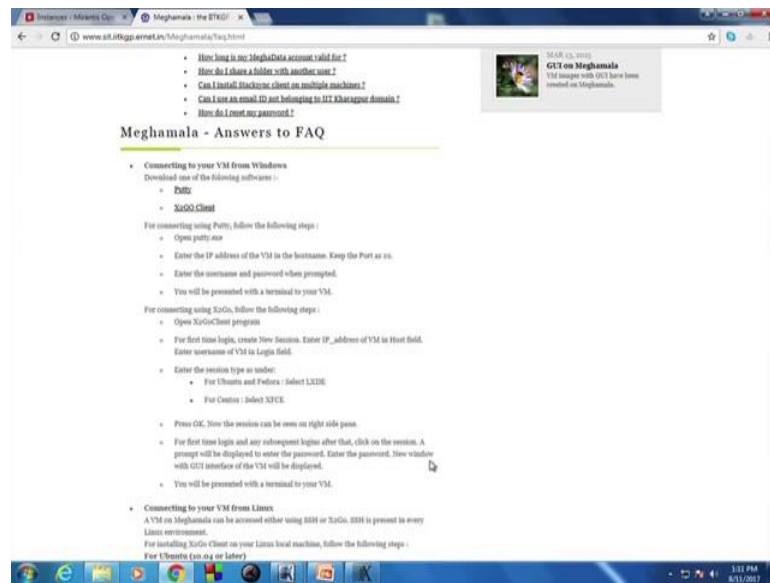 Instances - Mirantis Ope
Meghamala : the IITKGP
www.sit.iitkgp.ernet.in/Meghamala/faq.html
How long is my MeghaData account valid for ?
How do I share a folder with another user ?
Can I install Stacksync client on multiple machines ?
Can I use an email ID not belonging to IIT Kharagpur domain ?
How do I reset my password ?
MAR 13, 2015
GUI on Meghamala
VM images with GUI have been
created on Meghamala.
Meghamala - Answers to FAQ
Connecting to your VM from Windows
Download one of the folowing softwares :-
Putty
X2GO Client
For connecting using Putty, follow the following steps :
Open putty.exe
Enter the IP address of the VM in the hostname. Keep the Port as 22.
Enter the username and password when prompted.
You will be presented with a terminal to your VM.
For connecting using X2Go, follow the following steps :
Open X2GoClient program
For first time login, create New Session. Enter IP_address of VM in Host field.
Enter username of VM in Login field.
Enter the session type as under:
For Ubuntu and Fedora : Select LXDE
For Centos : Select XFCE
Press OK. Now the session can be seen on right side pane.
For first time login and any subsequent logins after that, click on the session. A
prompt will be displayed to enter the password. Enter the password. New window
with GUI interface of the VM will be displayed.
You will be presented with a terminal to your VM.
Connecting to your VM from Linux
A VM on Meghamala can be accessed either using SSH or X2Go. SSH is present in every
Linux environment.
For installing X2Go Client on your Linux local machine, follow the following steps :
For Ubuntu (10.04 or later)
1:11 PM
8/11/2017